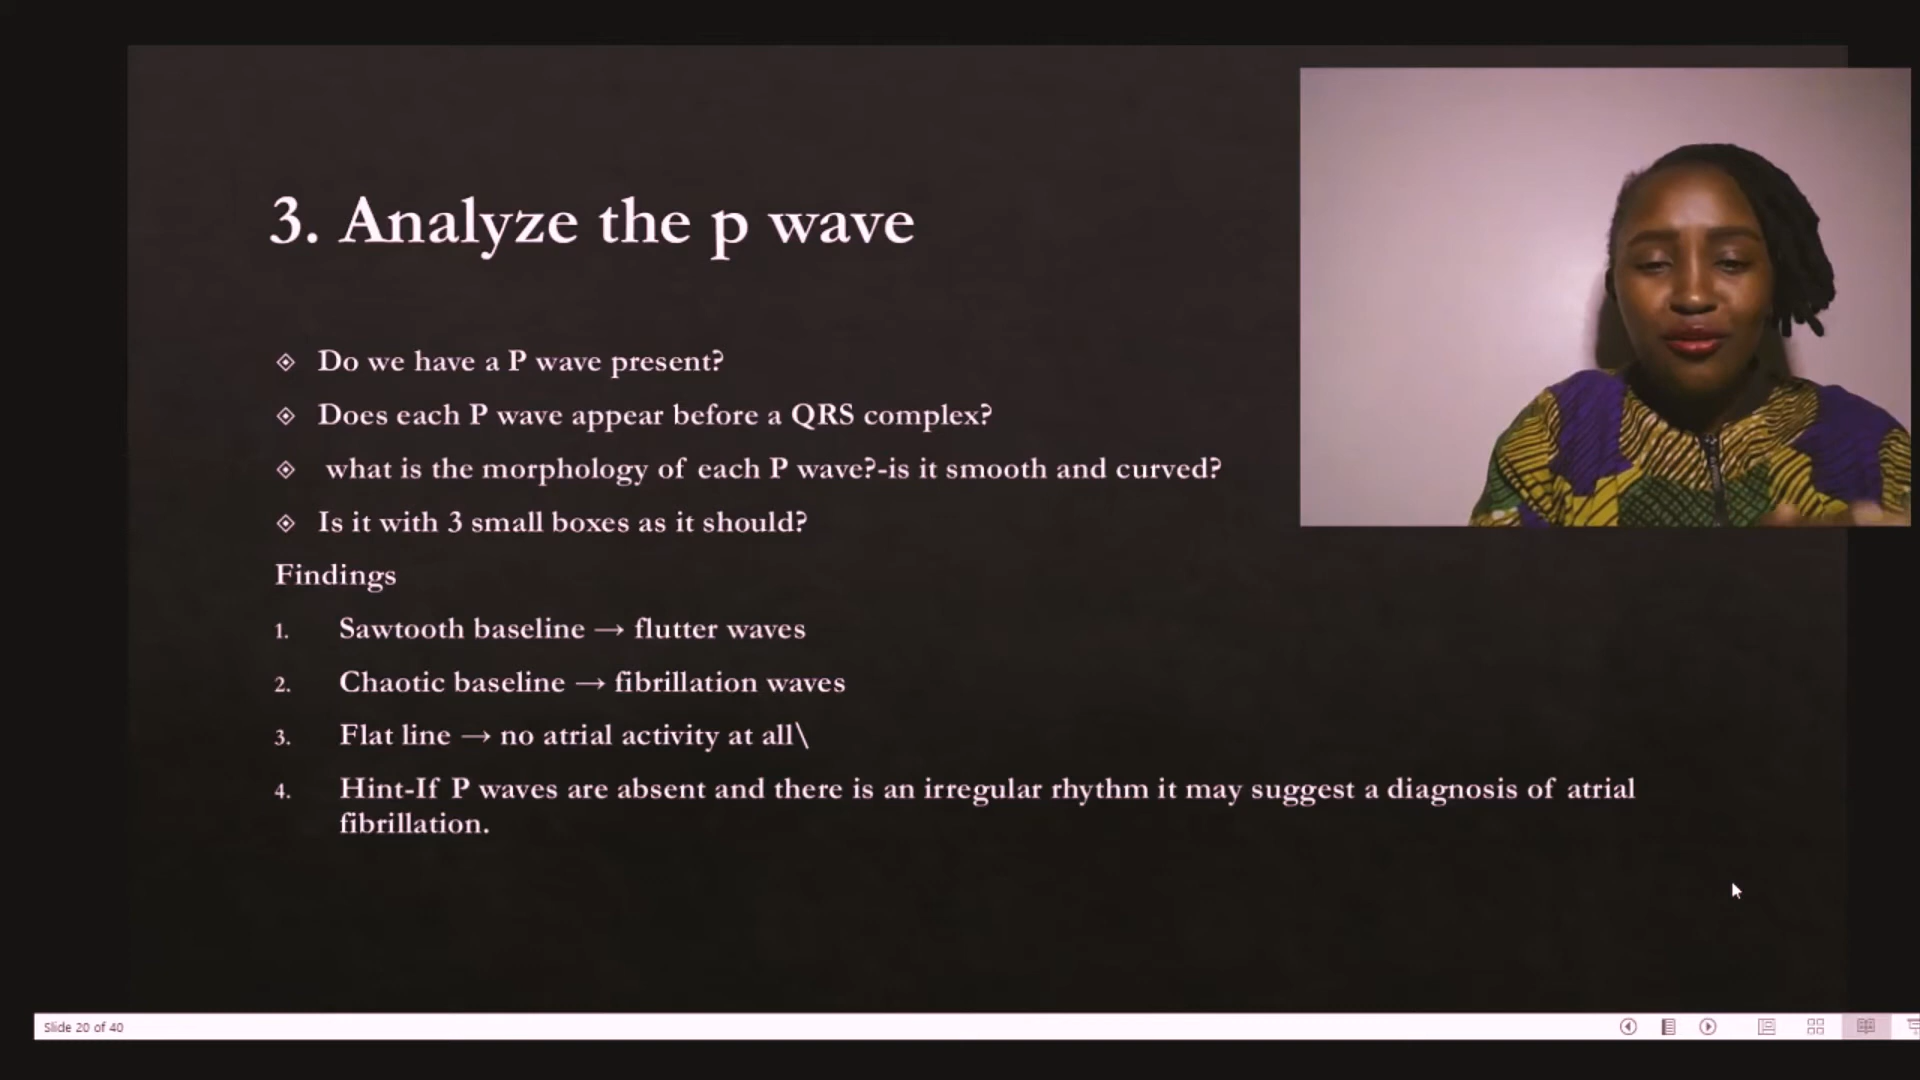 3. Analyze the p wave
Do we have a P wave present?
Does each P wave appear before a QRS complex?
what is the morphology of each P wave?-is it smooth and curved?
Is it with 3 small boxes as it should?
Findings
1. Sawtooth baseline → flutter waves
2. Chaotic baseline → fibrillation waves
3. Flat line → no atrial activity at all\
4. Hint-If P waves are absent and there is an irregular rhythm it may suggest a diagnosis of atrial
fibrillation.
Slide 20 of 40